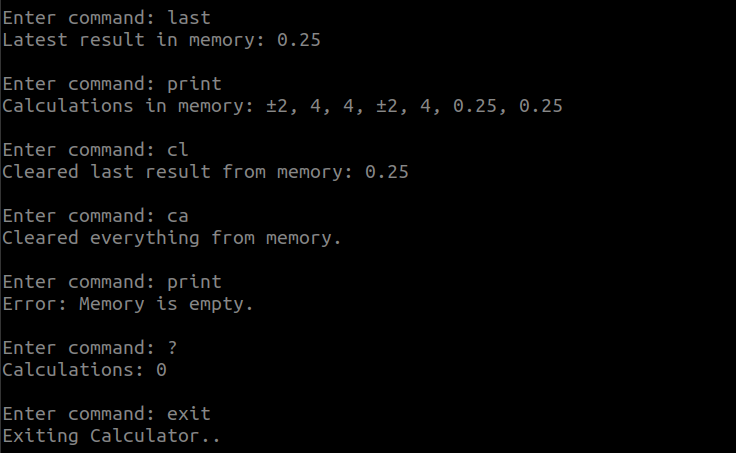 Enter command: last
Latest result in memory: 0.25
Enter command: print
Calculations in memory: ±2, 4, 4, ±2, 4, 0.25, 0.25
Enter command: cl
Cleared last result from memory: 0.25
Enter command: ca
Cleared everything from memory.
Enter command: print
Error: Memory is empty.
Enter command: ?
Calculations: 0
Enter command: exit
Exiting Calculator..